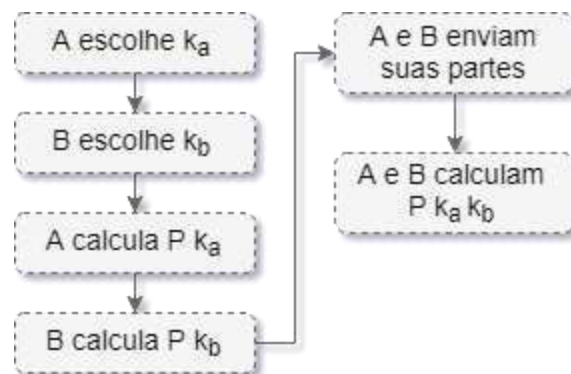 A escolhe kₐ
B escolhe k_b
A calcula P kₐ
B calcula P k_b
A e B enviam
suas partes
A e B calculam
P kₐ k_b